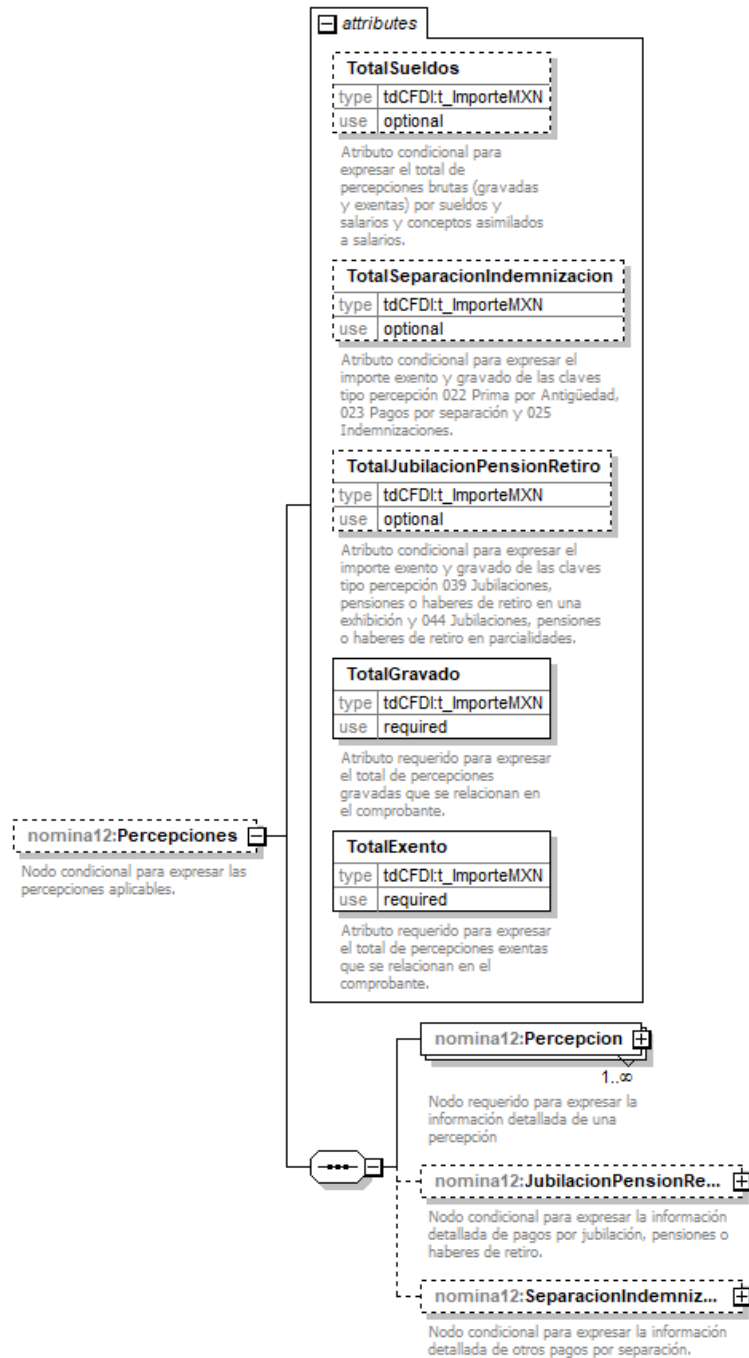 attributes
TotalSueldos
type tdCFDI:t_ImporteMXN
use optional
Atributo condicional para
expresar el total de
percepciones brutas (gravadas
y exentas) por sueldos y
salarios y conceptos asimilados
a salarios.
TotalSeparacionIndemnizacion
type tdCFDI:t_ImporteMXN
use optional
Atributo condicional para expresar el
importe exento y gravado de las claves
tipo percepción 022 Prima por Antigüedad,
023 Pagos por separación y 025
Indemnizaciones.
TotalJubilacionPensionRetiro
type tdCFDI:t_ImporteMXN
use optional
Atributo condicional para expresar el
importe exento y gravado de las claves
tipo percepción 039 Jubilaciones,
pensiones o haberes de retiro en una
exhibición y 044 Jubilaciones, pensiones
o haberes de retiro en parcialidades.
TotalGravado
type tdCFDI:t_ImporteMXN
use required
Atributo requerido para expresar
el total de percepciones
gravadas que se relacionan en
el comprobante.
nomina12:Percepciones
Nodo condicional para expresar las
percepciones aplicables.
TotalExento
type tdCFDI:t_ImporteMXN
use required
Atributo requerido para expresar
el total de percepciones exentas
que se relacionan en el
comprobante.
nomina12:Percepcion
1..∞
Nodo requerido para expresar la
información detallada de una
percepción
nomina12:JubilacionPensionRe...
Nodo condicional para expresar la información
detallada de pagos por jubilación, pensiones o
haberes de retiro.
nomina12:SeparacionIndemniz...
Nodo condicional para expresar la información
detallada de otros pagos por separación.